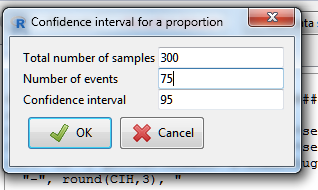 Confidence interval for a proportion
Total number of samples 300
Number of events 75
Confidence interval 95
OK Cancel
"-", round(CIH,3), "